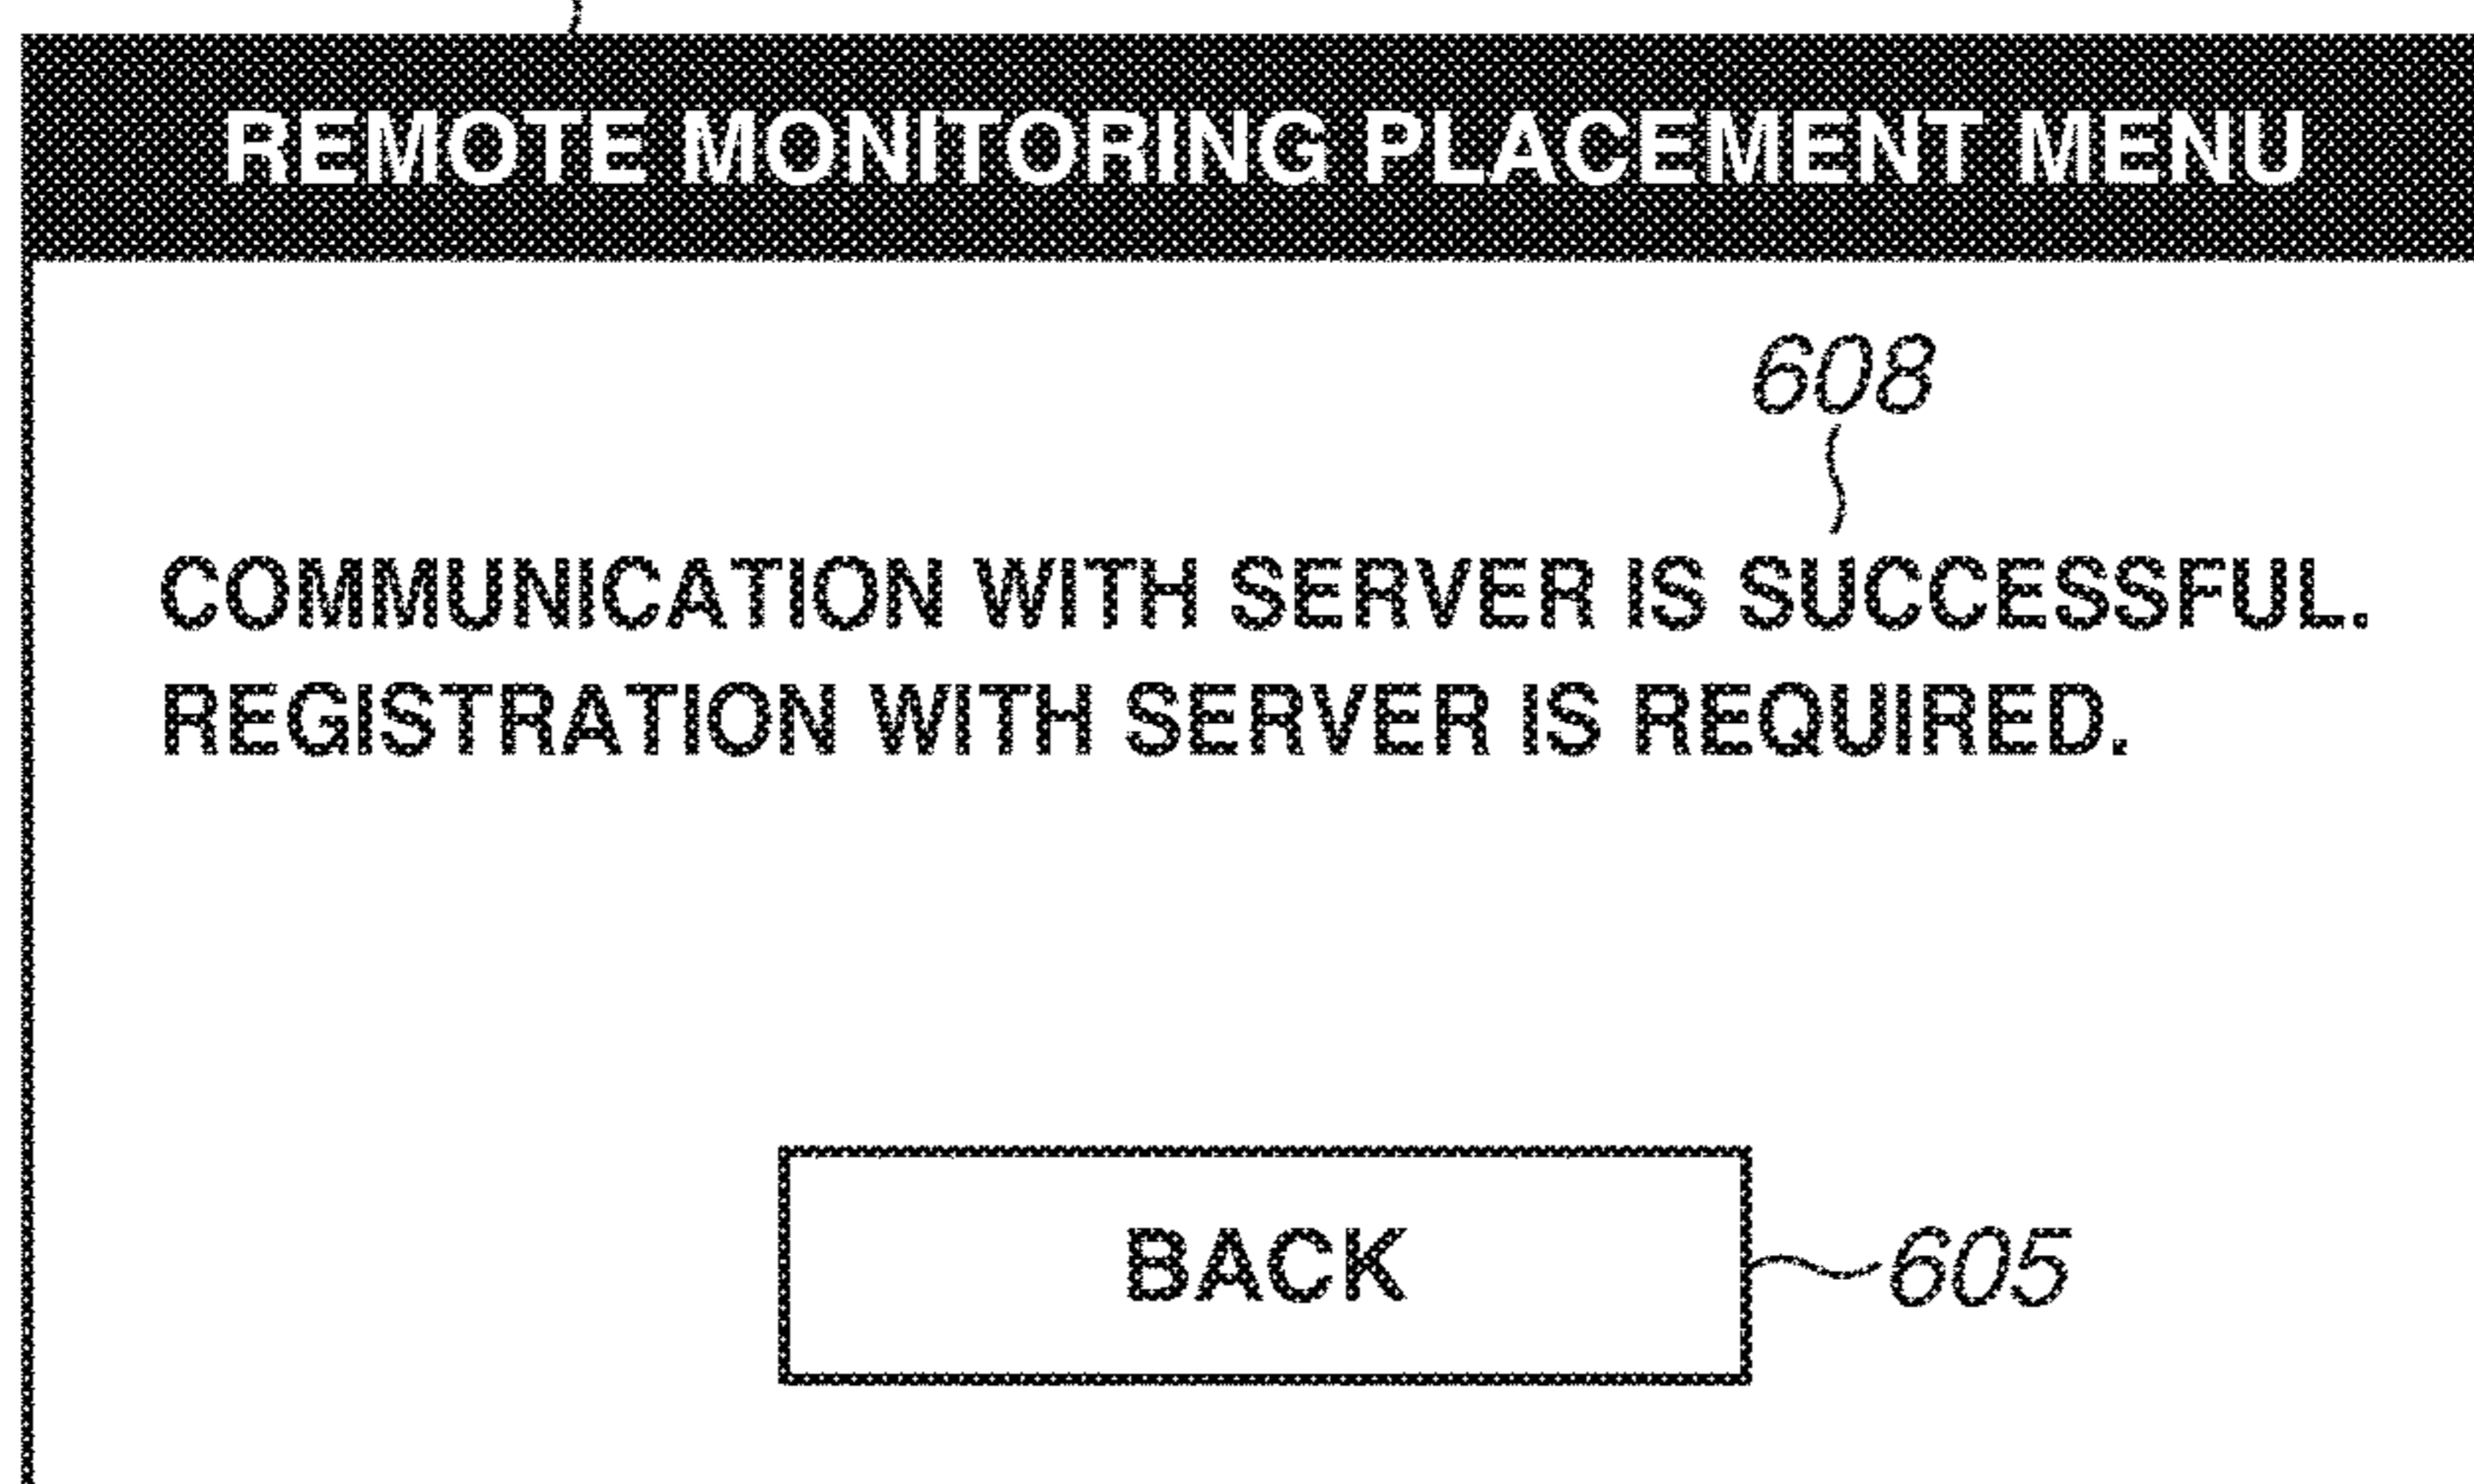 REMOTE MONITORING PLACEMENT MENU
608
COMMUNICATION WITH SERVER IS SUCCESSFUL.
REGISTRATION WITH SERVER IS REQUIRED.
BACK
605